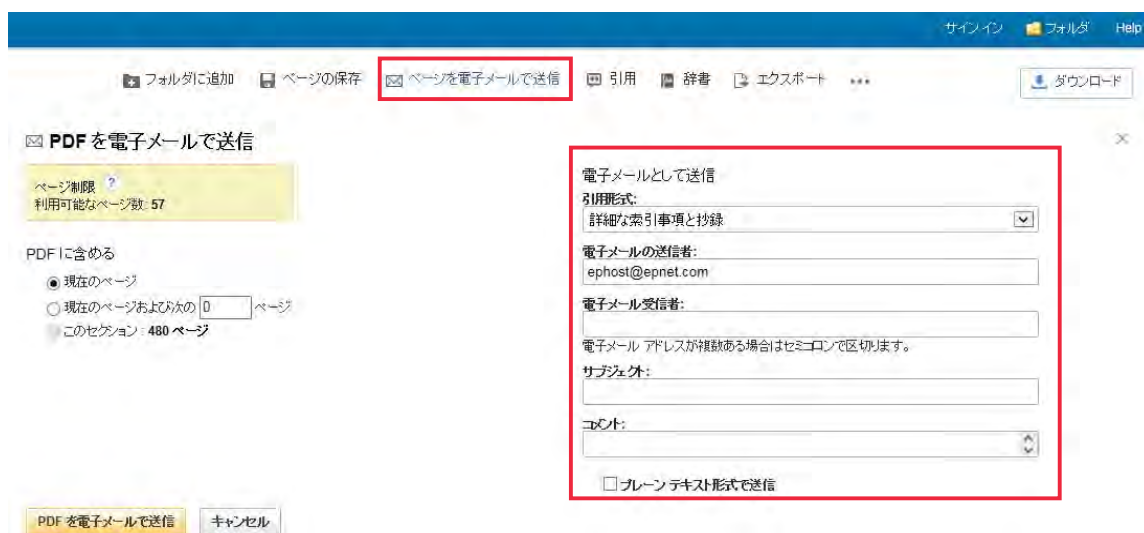 サインイン フォルダ Help
フォルダに追加 ページの保存 ページを電子メールで送信 引用 辞書 エクスポート ... ダウンロード
PDF を電子メールで送信
ページ制限 ?
利用可能なページ数: 57
PDF に含める
現在のページ
現在のページおよび次の 0 ページ
このセクション : 480 ページ
電子メールとして送信
引用形式:
詳細な索引事項と抄録
電子メールの送信者:
ephost@epnet.com
電子メール受信者:
電子メール アドレスが複数ある場合はセミコロンで区切ります。
サブジェクト:
コメント:
プレーン テキスト形式で送信
PDF を電子メールで送信 キャンセル